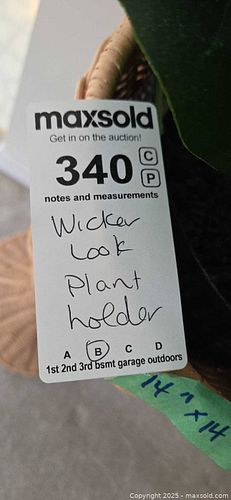 maxsold
Get in on the auction!
340 C
P
notes and measurements
Wicker
Look
Plant
holder
A B C D
1st 2nd 3rd bsmt garage outdoors
14" x 14
Copyright 2025 - maxsold.com